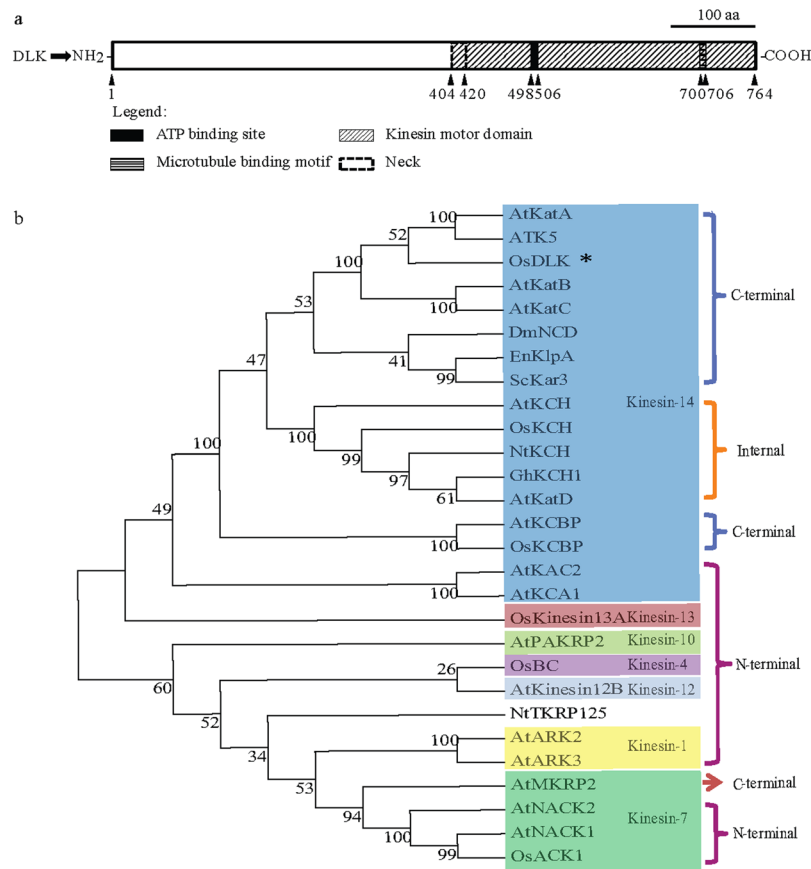 a
100 aa
DLK NH2 COOH
1 404 420 498 506 700 706 764
Legend:
ATP binding site Kinesin motor domain
Microtubule binding motif Neck
b
100 AtKatA
52 ATK5
100 OsDLK *
AtKatB
53 100 AtKatC
C-terminal
DmNCD
41 EnKlpA
47 99 ScKar3
AtKCH Kinesin-14
100 OsKCH
100 99 NtKCH
Internal
97 GhKCH1
61 AtKatD
49 AtKCBP
C-terminal
100 OsKCBP
AtKAC2
100 AtKCA1
OsKinesin13A Kinesin-13
AtPAKRP2 Kinesin-10
60 26 OsBC Kinesin-4
N-terminal
52 AtKinesin12B Kinesin-12
NtTKRP125
34 100 AtARK2
Kinesin-1
53 AtARK3
AtMKRP2
C-terminal
94 AtNACK2
Kinesin-7
100 AtNACK1
N-terminal
99 OsACK1